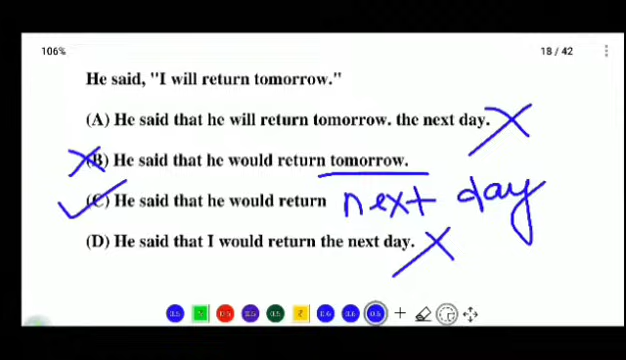 106%
18 / 42
He said, "I will return tomorrow."
(A) He said that he will return tomorrow. the next day.
(B) He said that he would return tomorrow.
(C) He said that he would return next day
(D) He said that I would return the next day.